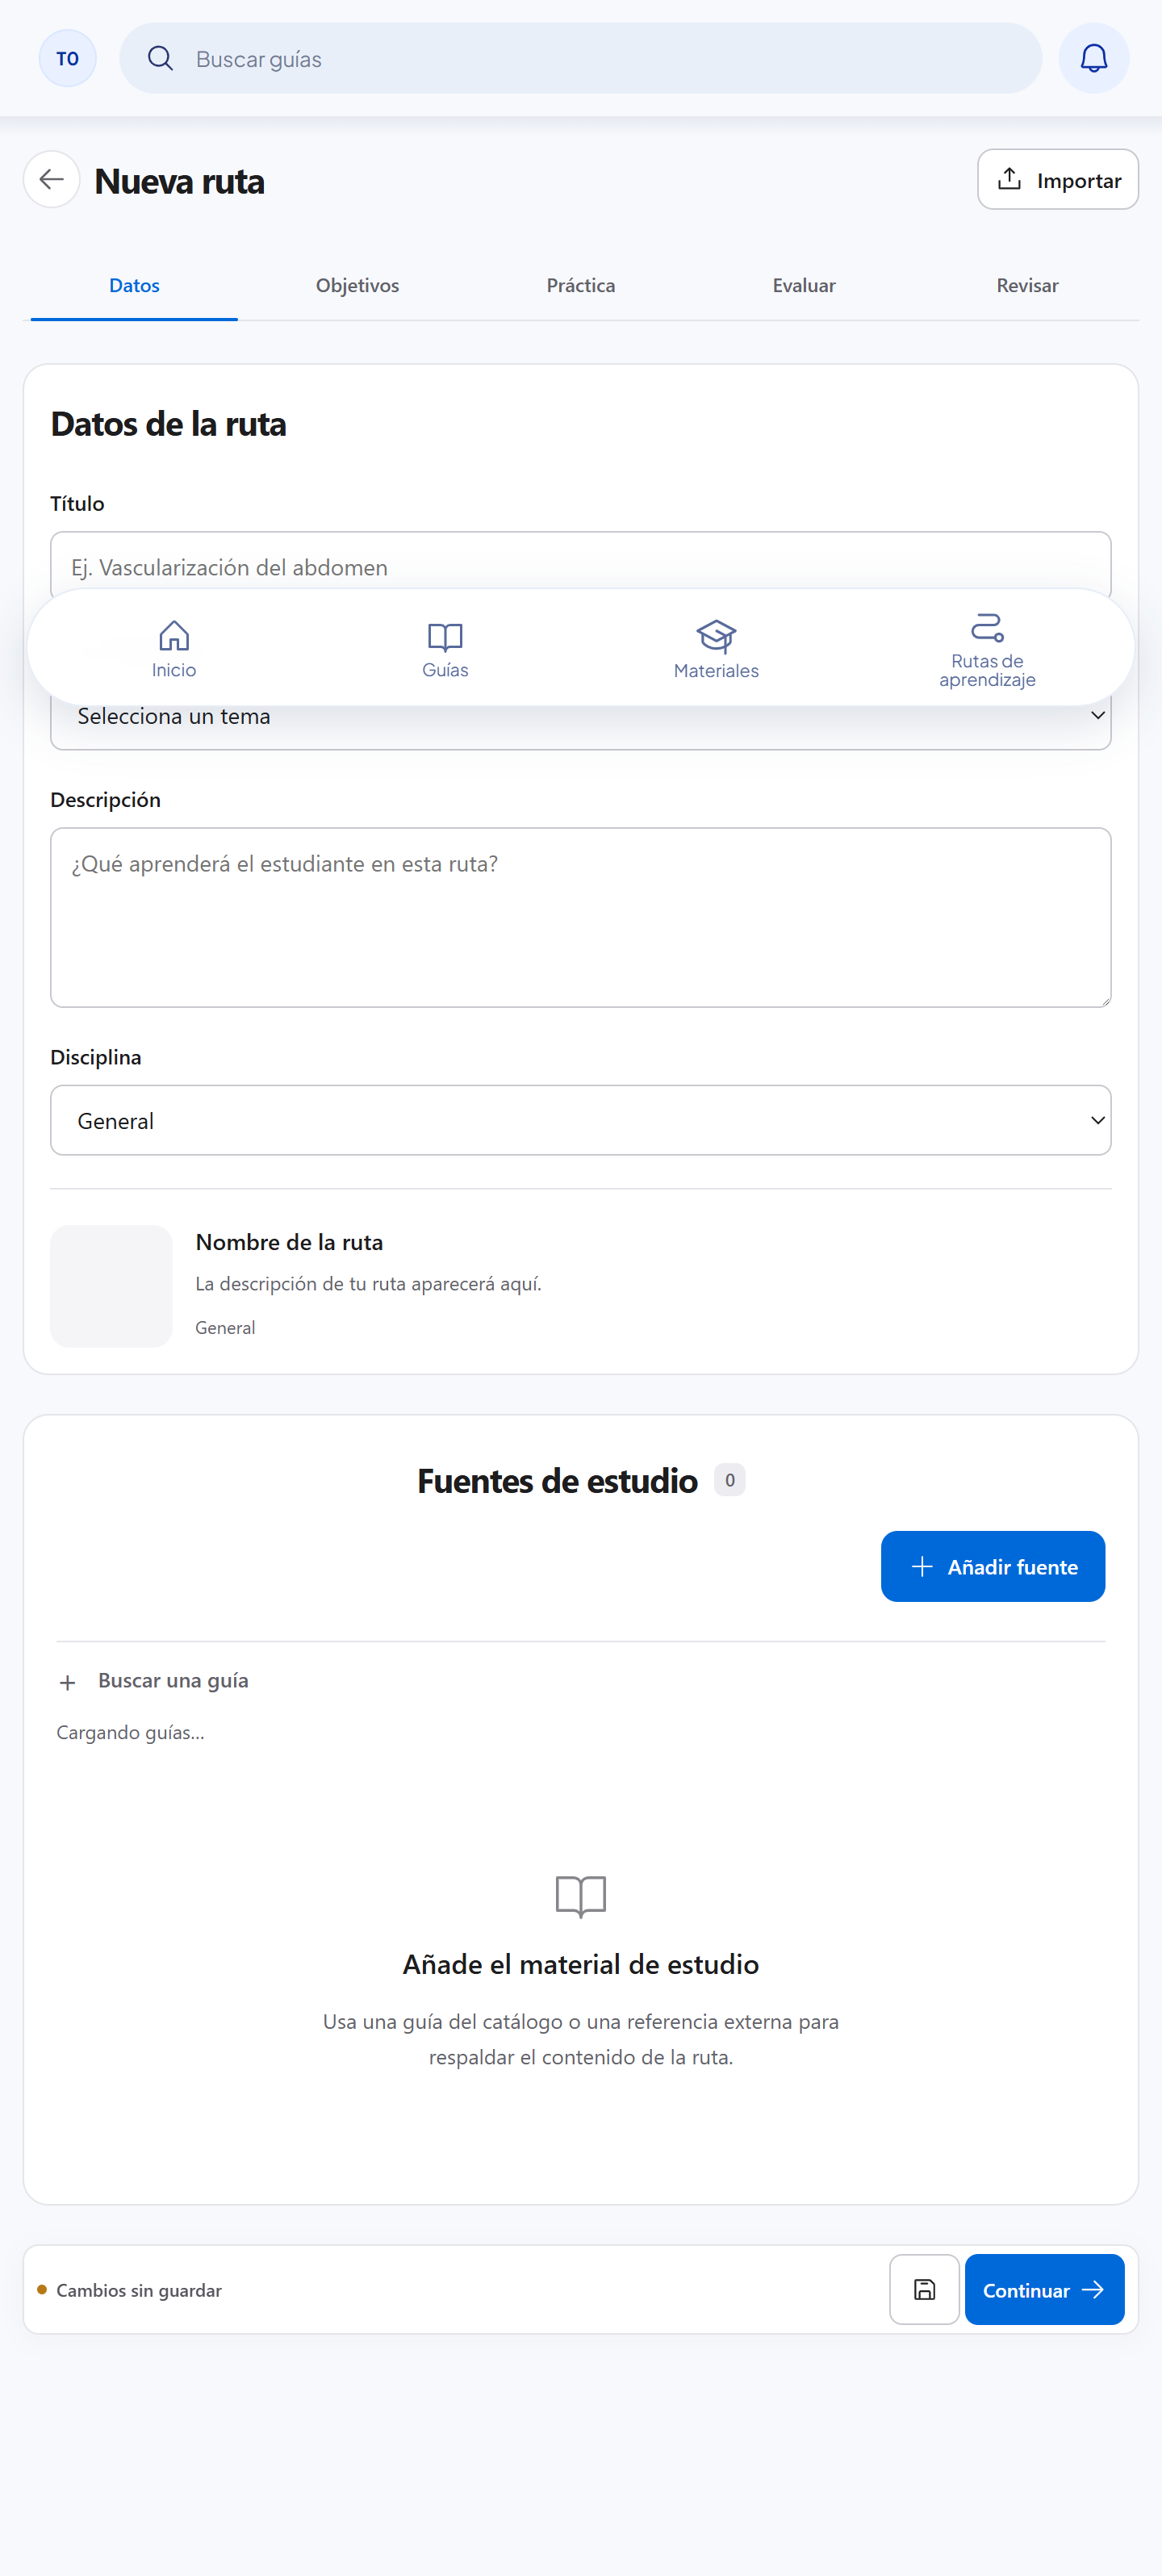 TO
Buscar guías
Nueva ruta
Importar
Datos
Objetivos
Práctica
Evaluar
Revisar
Datos de la ruta
Título
Ej. Vascularización del abdomen
Inicio
Guías
Materiales
Rutas de
aprendizaje
Selecciona un tema
Descripción
¿Qué aprenderá el estudiante en esta ruta?
Disciplina
General
Nombre de la ruta
La descripción de tu ruta aparecerá aquí.
General
Fuentes de estudio 0
Añadir fuente
Buscar una guía
Cargando guías...
Añade el material de estudio
Usa una guía del catálogo o una referencia externa para
respaldar el contenido de la ruta.
Cambios sin guardar
Continuar